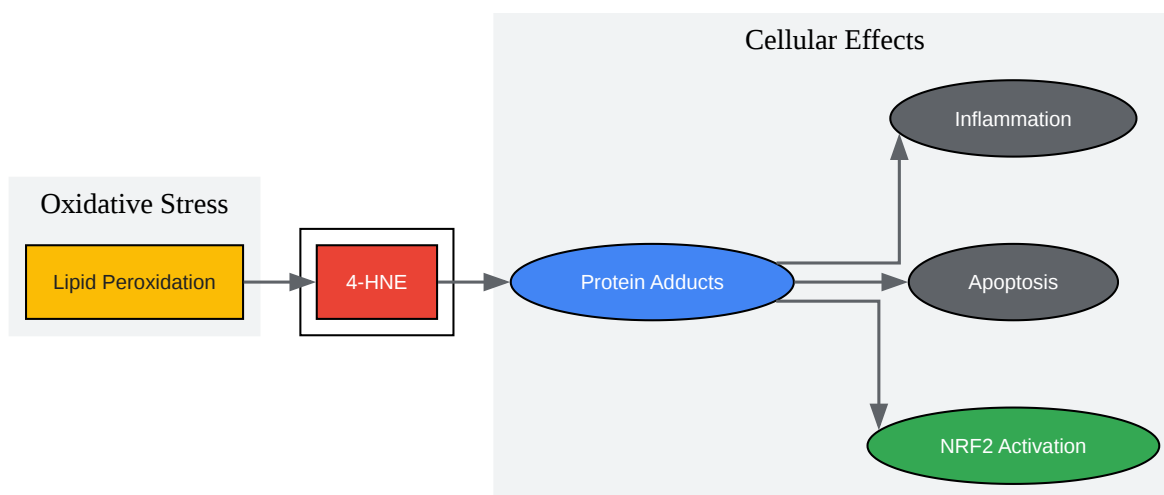 Cellular Effects
Inflammation
Oxidative Stress
Lipid Peroxidation
4-HNE
Protein Adducts
Apoptosis
NRF2 Activation